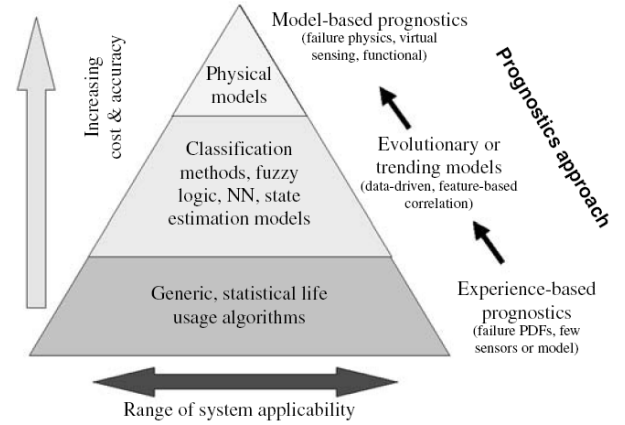 Model-based prognostics
(failure physics, virtual
sensing, functional)
Increasing
cost & accuracy
Physical
models
Prognostics approach
Evolutionary or
trending models
(data-driven, feature-based
correlation)
Classification
methods, fuzzy
logic, NN, state
estimation models
Experience-based
prognostics
(failure PDFs, few
sensors or model)
Generic, statistical life
usage algorithms
Range of system applicability